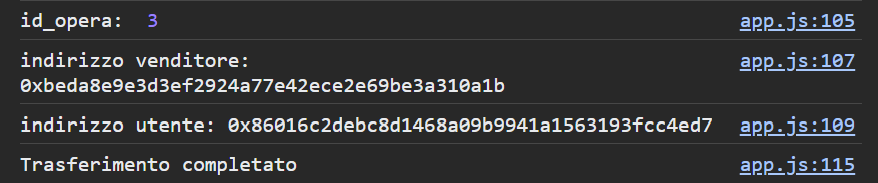 id_opera:  3 app.js:105
indirizzo venditore: app.js:107
0xbeda8e9e3d3ef2924a77e42ece2e69be3a310a1b
indirizzo utente: 0x86016c2debc8d1468a09b9941a1563193fcc4ed7 app.js:109
Trasferimento completato app.js:115